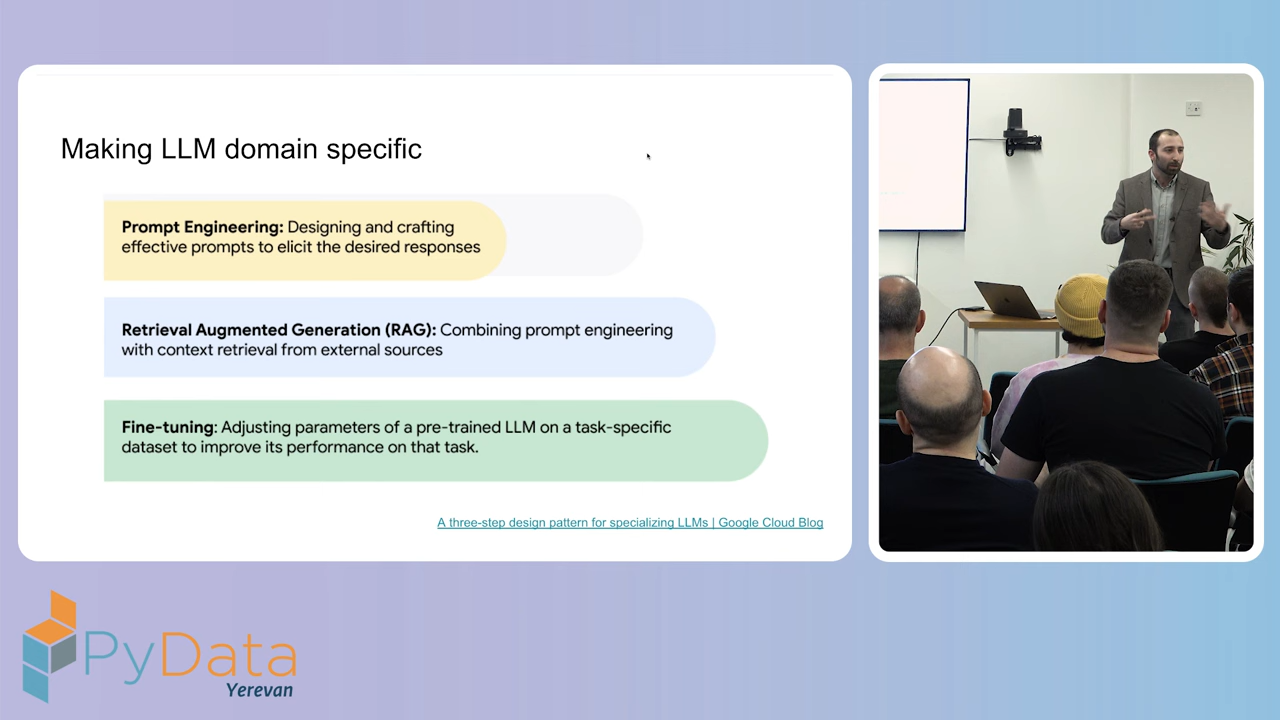 Making LLM domain specific
Prompt Engineering: Designing and crafting
effective prompts to elicit the desired responses
Retrieval Augmented Generation (RAG): Combining prompt engineering
with context retrieval from external sources
Fine-tuning: Adjusting parameters of a pre-trained LLM on a task-specific
dataset to improve its performance on that task.
A three-step design pattern for specializing LLMs | Google Cloud Blog
PyData
Yerevan